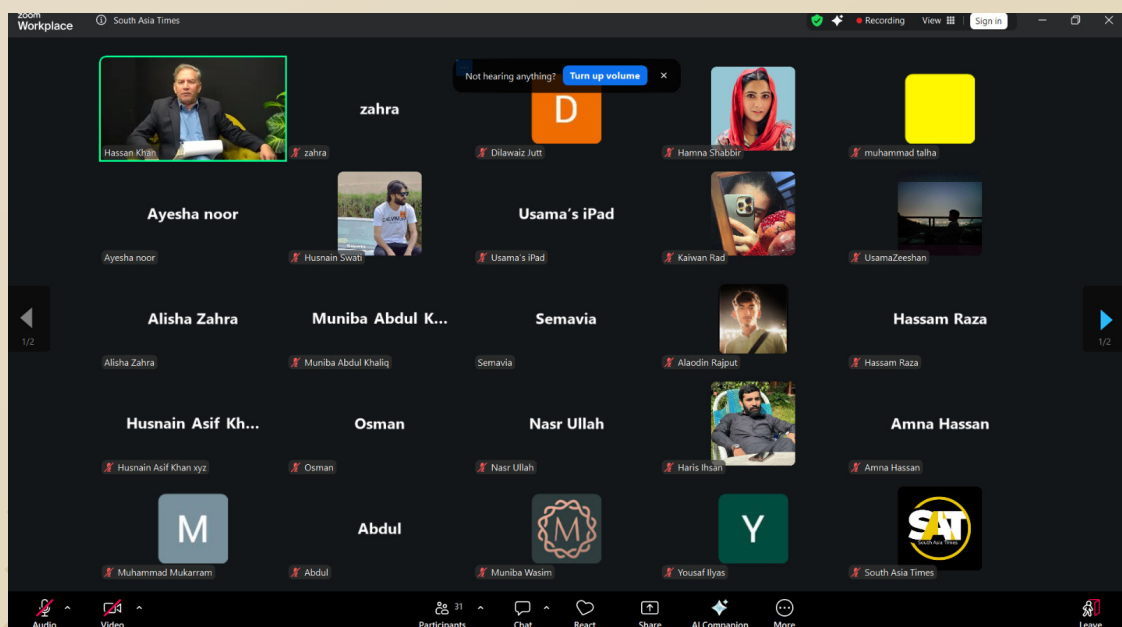 zoom
Workplace
South Asia Times
Recording
View
Sign in
Not hearing anything?
Turn up volume
Hassan Khan
zahra
zahra
D
Dilawaiz Jutt
Hamna Shabbir
muhammad talha
Ayesha noor
Ayesha noor
Husnain Swati
Usama's iPad
Usama's iPad
Kaiwan Rad
UsamaZeeshan
1/2
Alisha Zahra
Alisha Zahra
Muniba Abdul K...
Muniba Abdul Khaliq
Semavia
Semavia
Alaodin Rajput
Hassam Raza
Hassam Raza
1/2
Husnain Asif Kh...
Husnain Asif Khan xyz
Osman
Osman
Nasr Ullah
Nasr Ullah
Haris Ihsan
Amna Hassan
Amna Hassan
M
Muhammad Mukarram
Abdul
Abdul
M
Muniba Wasim
Y
Yousaf Ilyas
SAT
South Asia Times
South Asia Times
Audio
Video
31
Participants
Chat
React
Share
AI Companion
More
Leave